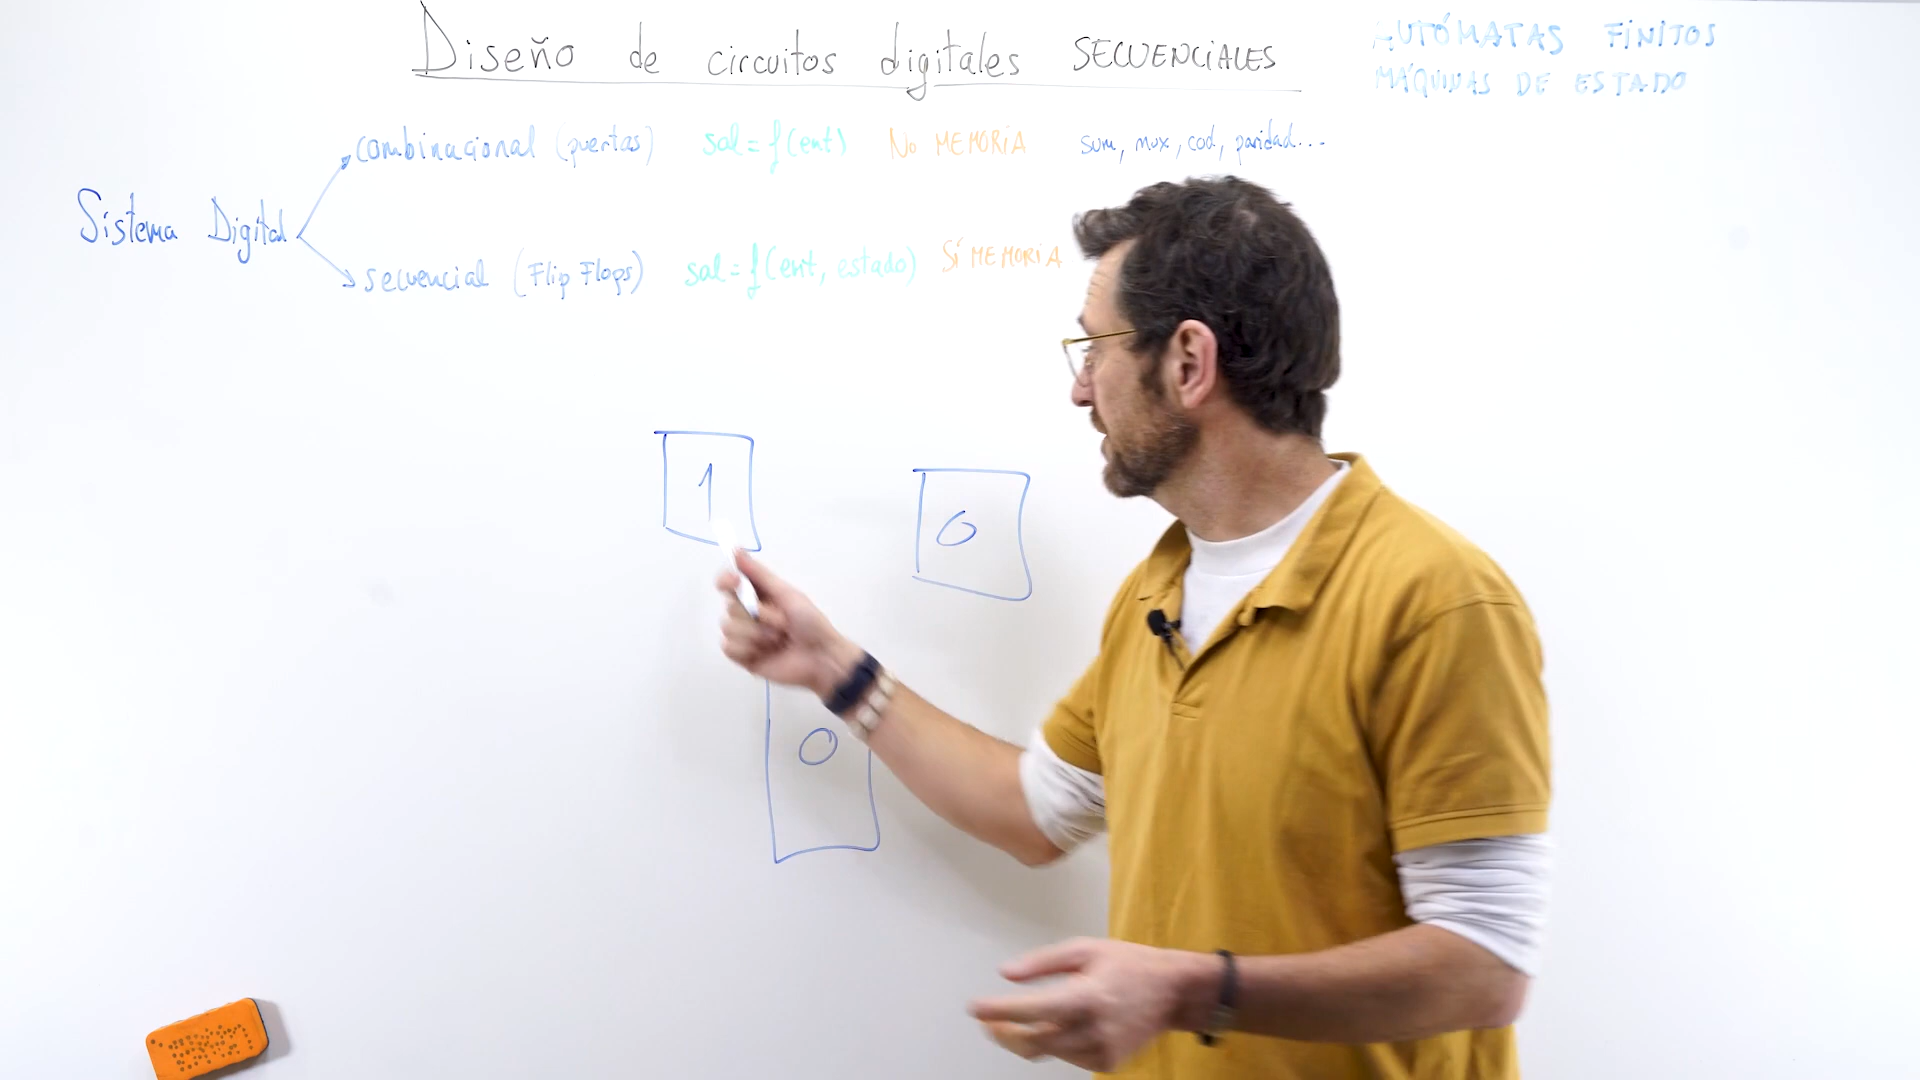 Diseño de circuitos digitales SECUENCIALES
AUTÓMATAS FINITOS
MÁQUINAS DE ESTADO
combinacional (puertas) sal = f(ent) No MEMORIA sum, mux, cod, paridad...
Sistema Digital
secuencial (Flip Flops) sal = f(ent, estado) Sí MEMORIA
1
0
0